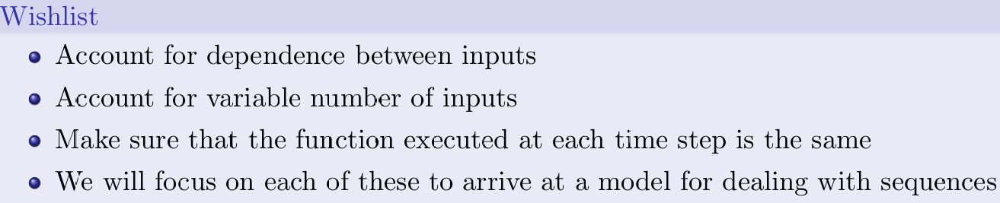 Wishlist
Account for dependence between inputs
Account for variable number of inputs
Make sure that the function executed at each time step is the same
We will focus on each of these to arrive at a model for dealing with sequences